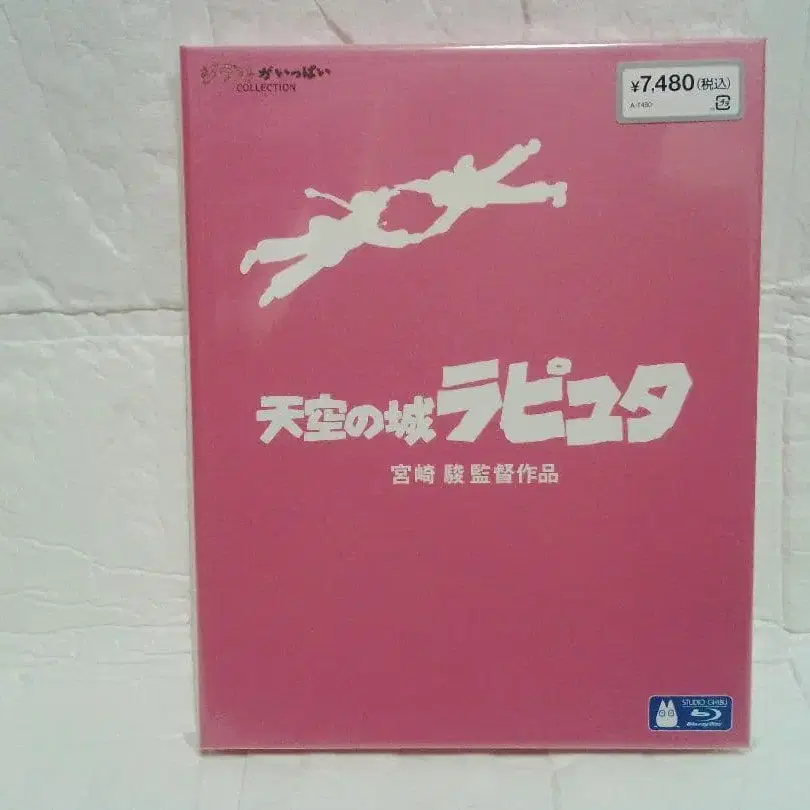 ジブリがいっぱい
COLLECTION
¥7,480(税込)
A-7480
天空の城ラピュタ
宮崎 駿 監督作品
STUDIO GHIBLI
Blu-ray Disc